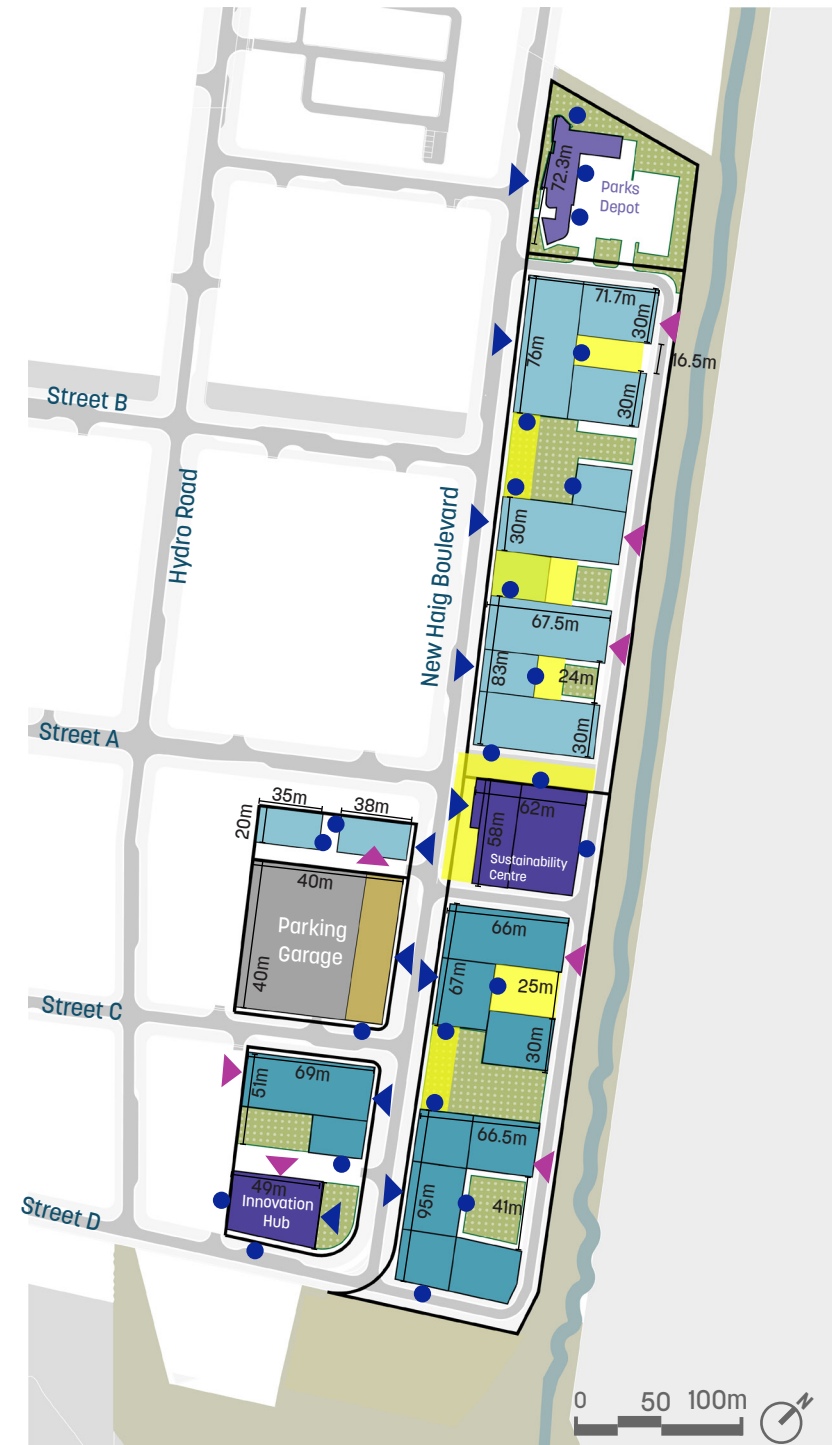 72.3m
Parks
Depot
71.7m
30m
76m
16.5m
30m
Street B
Hydro Road
New Haig Boulevard
30m
67.5m
83m
24m
30m
Street A
62m
58m
Sustainability
Centre
35m
38m
20m
40m
Parking
Garage
40m
66m
67m
25m
30m
Street C
69m
51m
66.5m
95m
41m
49m
Innovation
Hub
Street D
0 50 100m
N